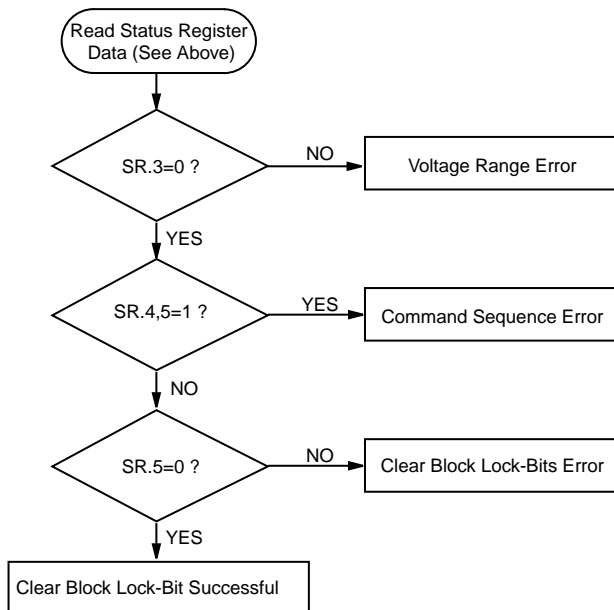 Read Status Register
Data (See Above)
SR.3=0 ?
NO
Voltage Range Error
YES
SR.4,5=1 ?
YES
Command Sequence Error
NO
SR.5=0 ?
NO
Clear Block Lock-Bits Error
YES
Clear Block Lock-Bit Successful